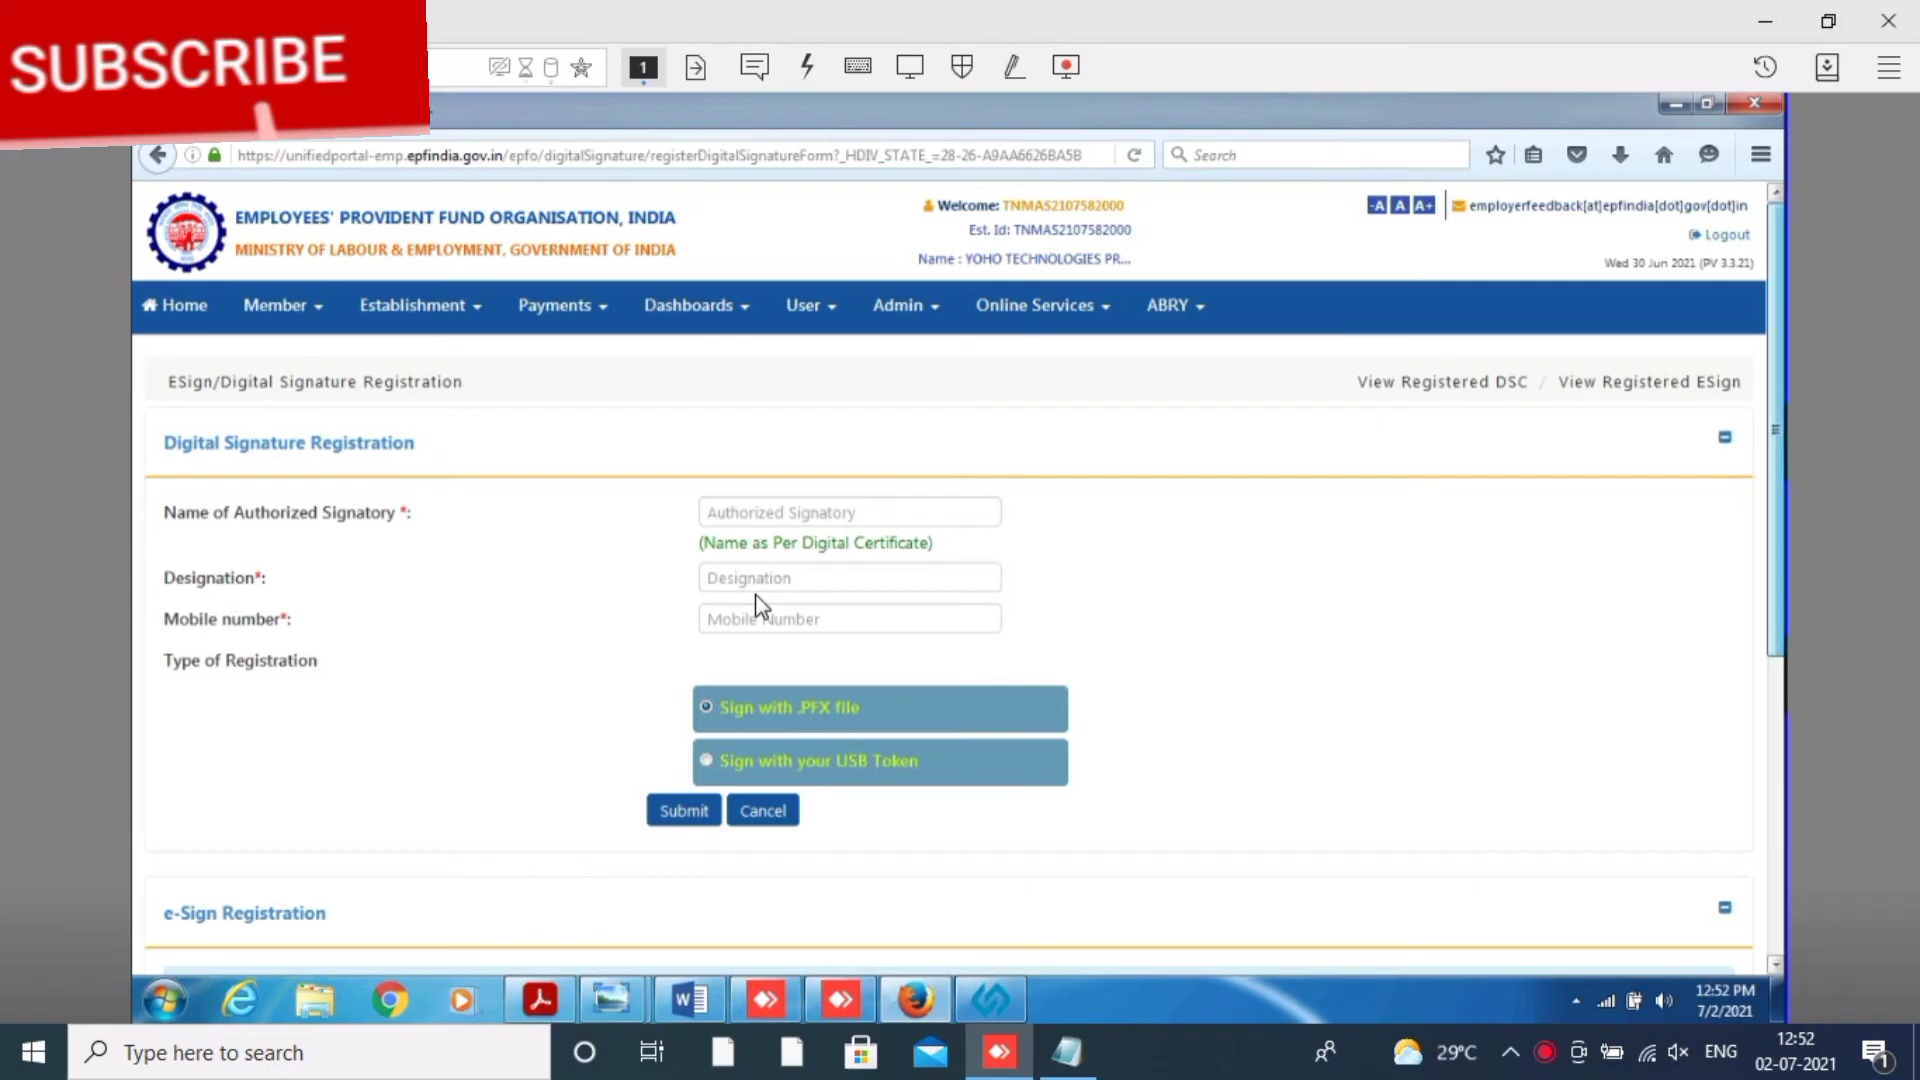 SUBSCRIBE
1
https://unifiedportal-emp.epfindia.gov.in/epfo/digitalSignature/registerDigitalSignatureForm?_HDIV_STATE_=28-26-A9AA6626BA5B
Search
EMPLOYEES' PROVIDENT FUND ORGANISATION, INDIA
MINISTRY OF LABOUR & EMPLOYMENT, GOVERNMENT OF INDIA
Welcome: TNMAS2107582000
Est. Id: TNMAS2107582000
Name : YOHO TECHNOLOGIES PR...
-A A A+
employerfeedback[at]epfindia[dot]gov[dot]in
Logout
Wed 30 Jun 2021 (PV 3.3.21)
Home Member Establishment Payments Dashboards User Admin Online Services ABRY
ESign/Digital Signature Registration
View Registered DSC / View Registered ESign
Digital Signature Registration
Name of Authorized Signatory *:
Authorized Signatory
(Name as Per Digital Certificate)
Designation*:
Designation
Mobile number*:
Mobile Number
Type of Registration
Sign with .PFX file
Sign with your USB Token
Submit Cancel
e-Sign Registration
12:52 PM
7/2/2021
Type here to search
29°C
ENG
12:52
02-07-2021
1